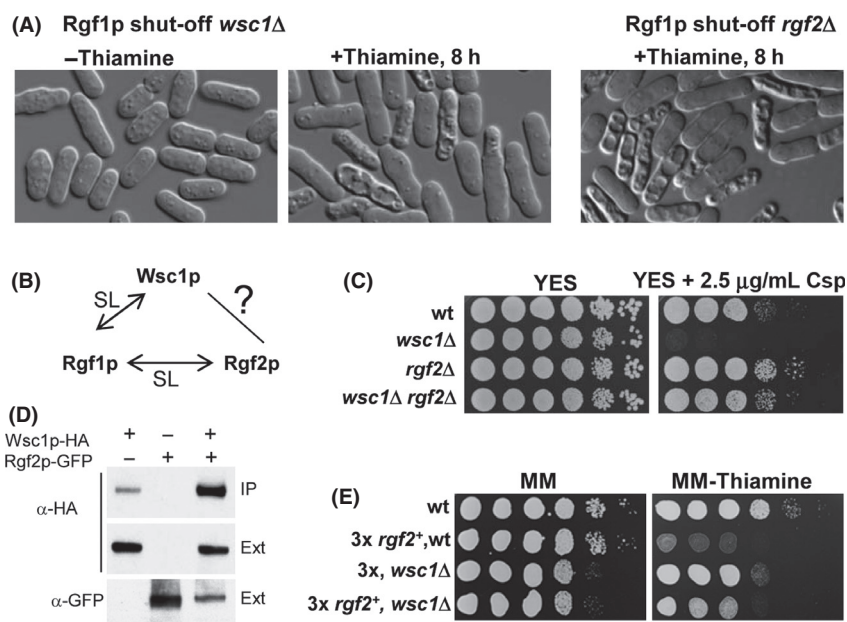 (A) Rgf1p shut-off wsc1Δ
Rgf1p shut-off rgf2Δ
–Thiamine
+Thiamine, 8 h
+Thiamine, 8 h
(B)
Wsc1p
SL
?
Rgf1p
Rgf2p
SL
(C)
YES
YES + 2.5 μg/mL Csp
wt
wsc1Δ
rgf2Δ
wsc1Δ rgf2Δ
(D)
Wsc1p-HA + – +
Rgf2p-GFP – + +
α-HA
IP
Ext
α-GFP
Ext
(E)
MM
MM-Thiamine
wt
3x rgf2+,wt
3x, wsc1Δ
3x rgf2+, wsc1Δ